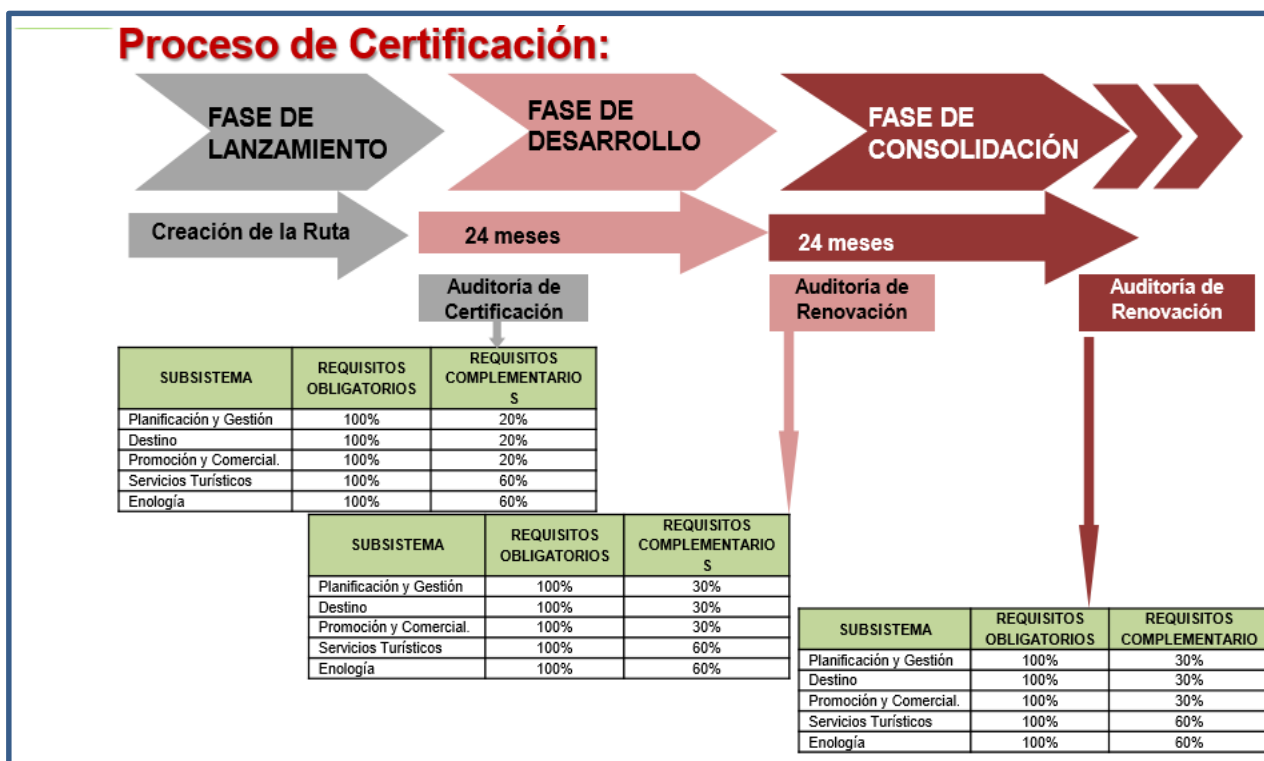 Proceso de Certificación:
FASE DE
LANZAMIENTO
FASE DE
DESARROLLO
FASE DE
CONSOLIDACIÓN
Creación de la Ruta
24 meses
24 meses
Auditoría de
Certificación
Auditoría de
Renovación
Auditoría de
Renovación
SUBSISTEMA
REQUISITOS
OBLIGATORIOS
REQUISITOS
COMPLEMENTARIO
S
Planificación y Gestión 100% 20%
Destino 100% 20%
Promoción y Comercial. 100% 20%
Servicios Turísticos 100% 60%
Enología 100% 60%
SUBSISTEMA
REQUISITOS
OBLIGATORIOS
REQUISITOS
COMPLEMENTARIO
S
Planificación y Gestión 100% 30%
Destino 100% 30%
Promoción y Comercial. 100% 30%
Servicios Turísticos 100% 60%
Enología 100% 60%
SUBSISTEMA
REQUISITOS
OBLIGATORIOS
REQUISITOS
COMPLEMENTARIO
Planificación y Gestión 100% 30%
Destino 100% 30%
Promoción y Comercial. 100% 30%
Servicios Turísticos 100% 60%
Enología 100% 60%